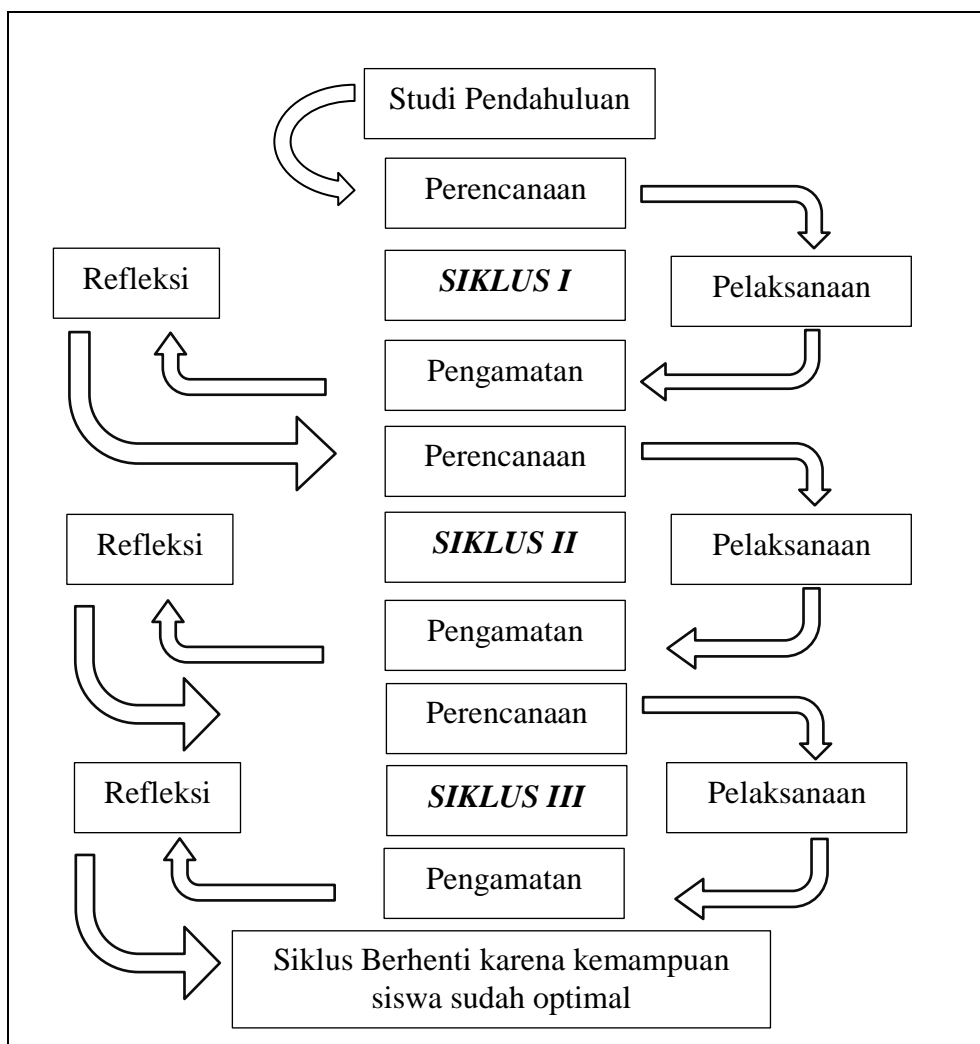 Studi Pendahuluan
Perencanaan
Refleksi
SIKLUS I
Pelaksanaan
Pengamatan
Perencanaan
Refleksi
SIKLUS II
Pelaksanaan
Pengamatan
Perencanaan
Refleksi
SIKLUS III
Pelaksanaan
Pengamatan
Siklus Berhenti karena kemampuan
siswa sudah optimal